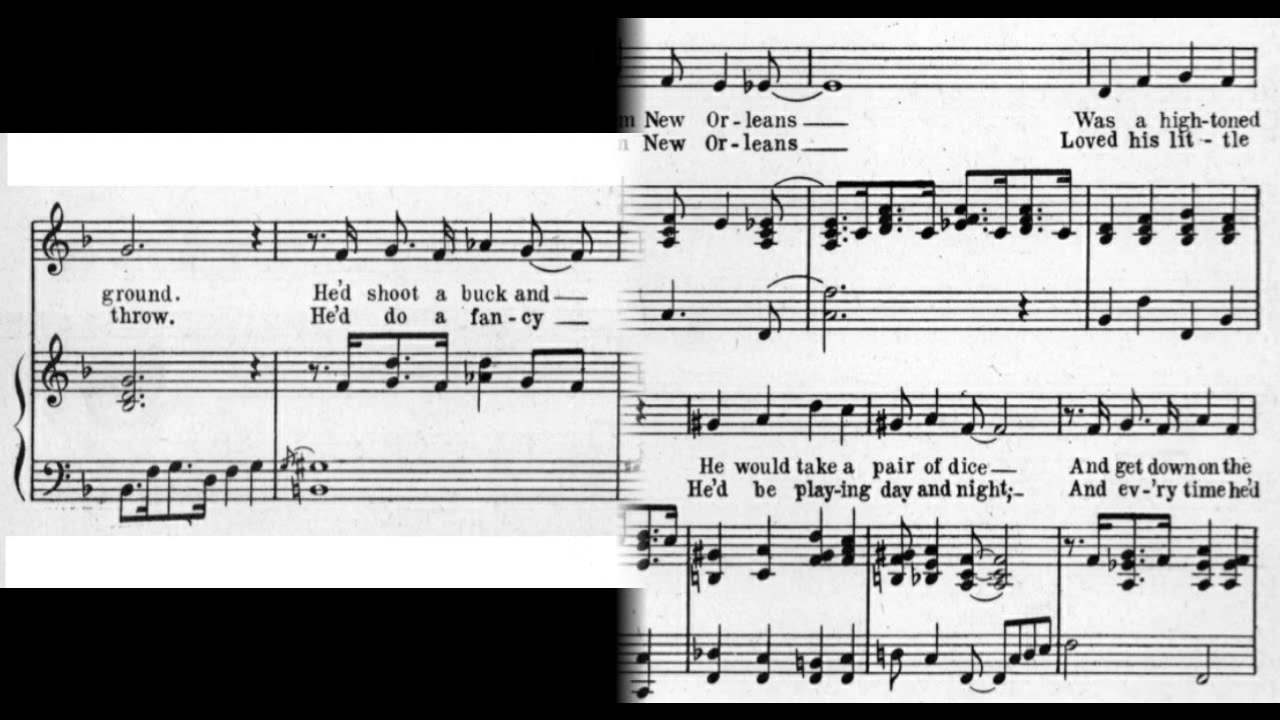 New Or-leans Was a high-toned
New Or-leans Loved his lit-tle
ground. He'd shoot a buck and
throw. He'd do a fan-cy
He would take a pair of dice And get down on the
He'd be play-ing day and night; And ev-'ry time he'd